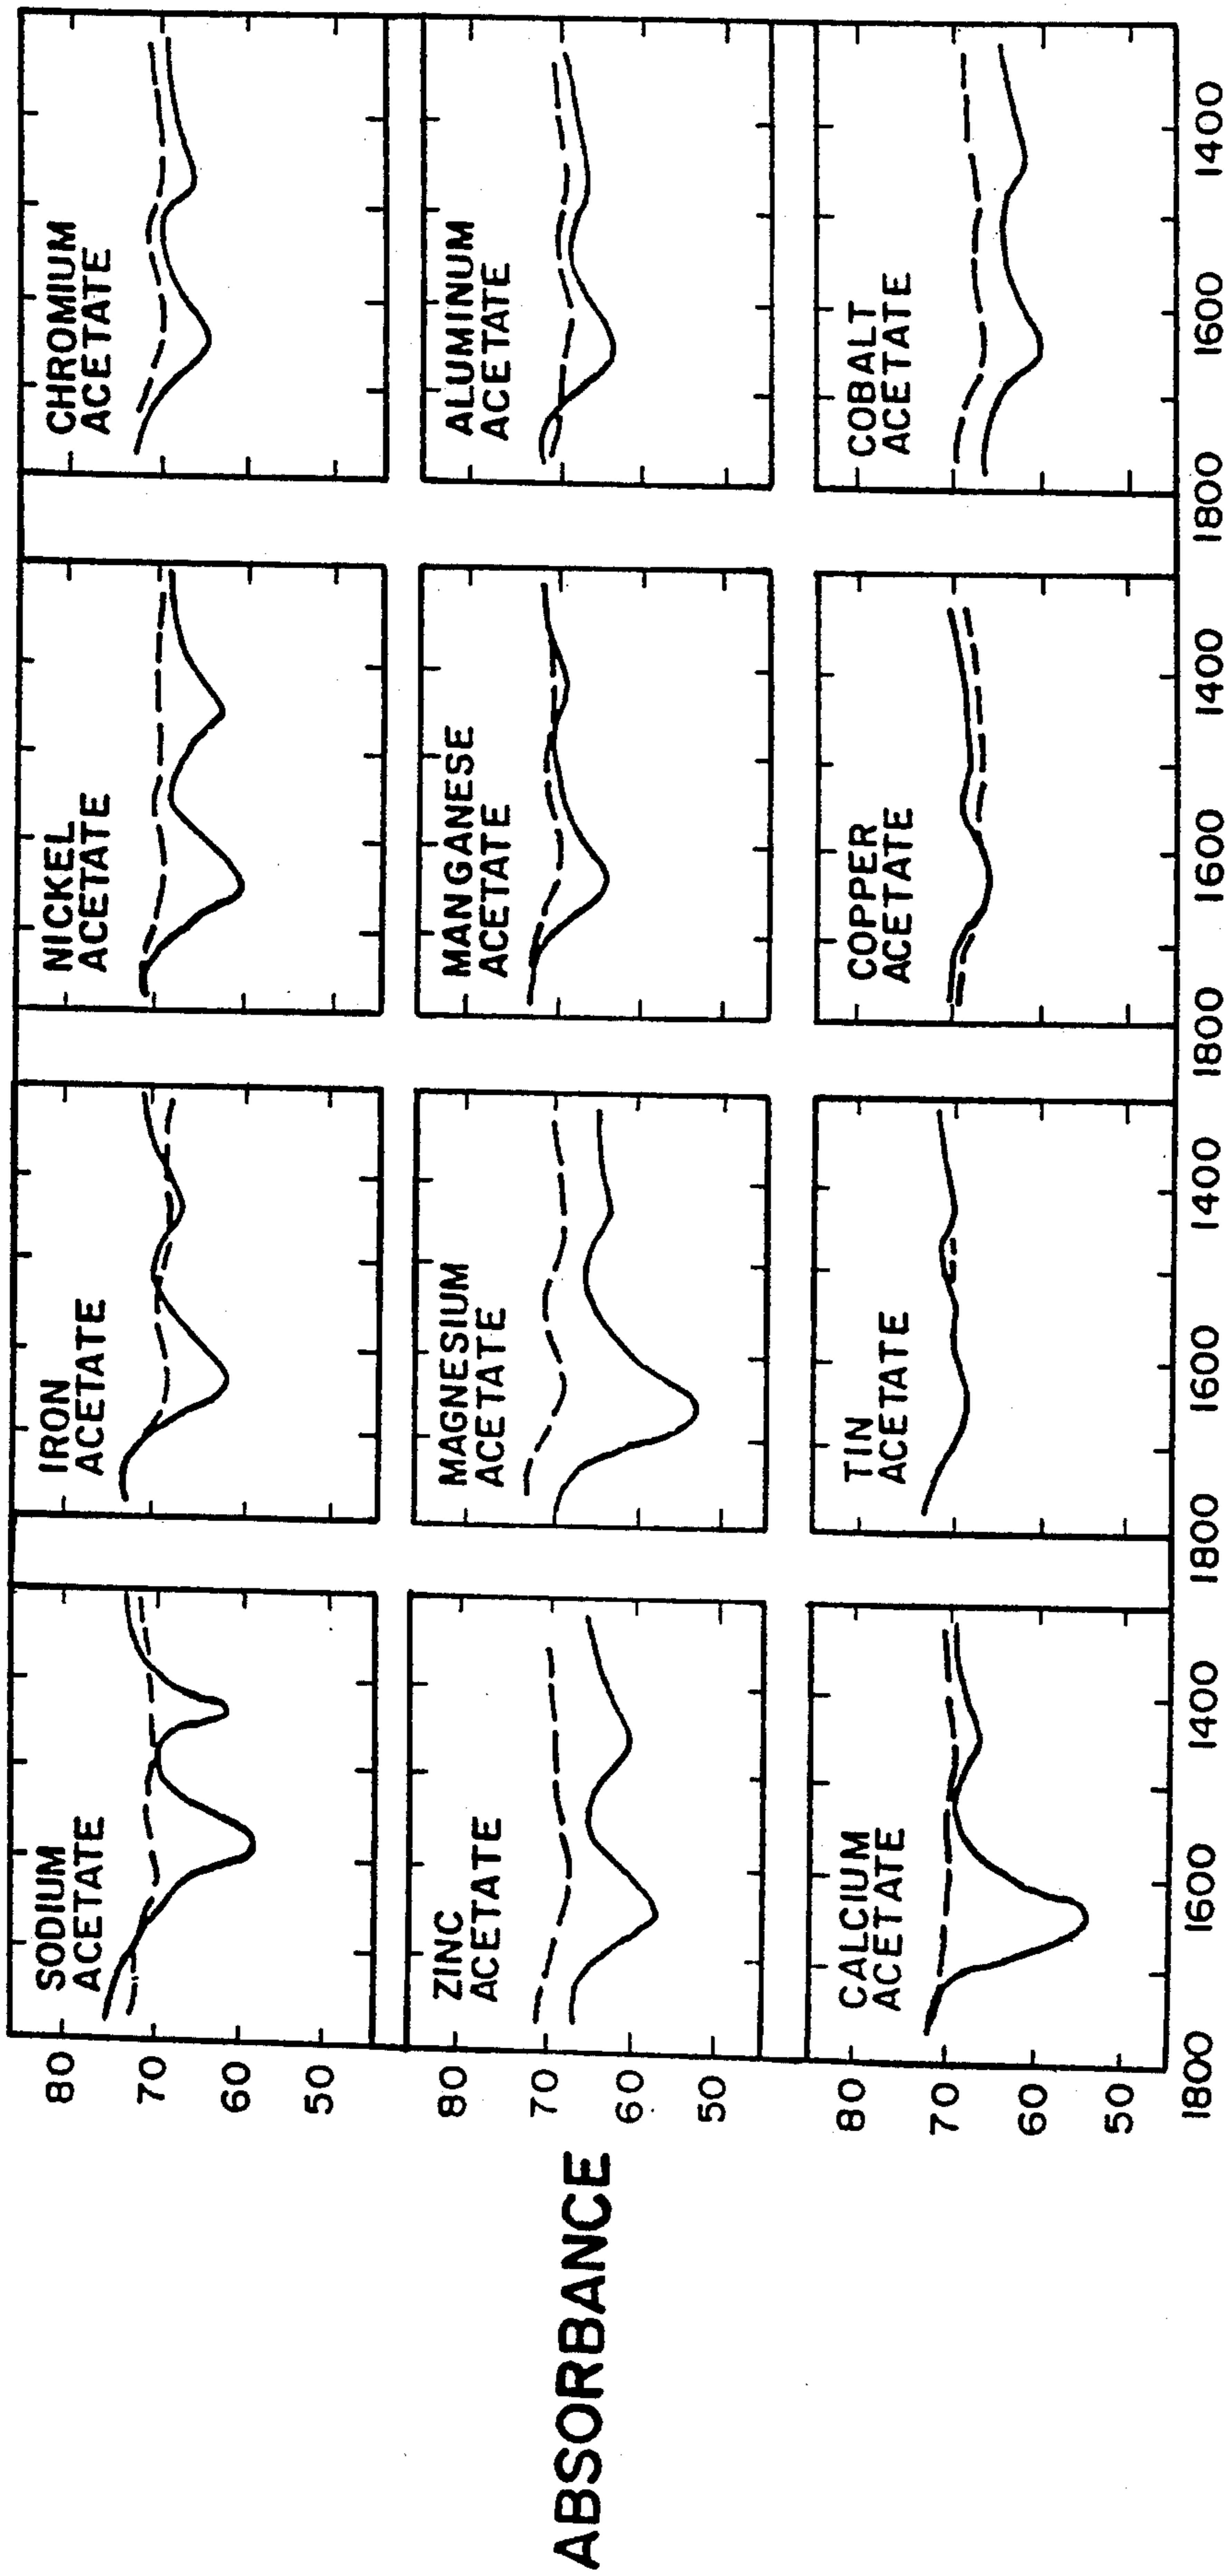 SODIUM
ACETATE
IRON
ACETATE
NICKEL
ACETATE
CHROMIUM
ACETATE
80
70
60
50
ZINC
ACETATE
MAGNESIUM
ACETATE
MANGANESE
ACETATE
ALUMINUM
ACETATE
80
70
60
50
CALCIUM
ACETATE
TIN
ACETATE
COPPER
ACETATE
COBALT
ACETATE
80
70
60
50
ABSORBANCE
1800 1600 1400 1800 1600 1400 1800 1600 1400 1800 1600 1400